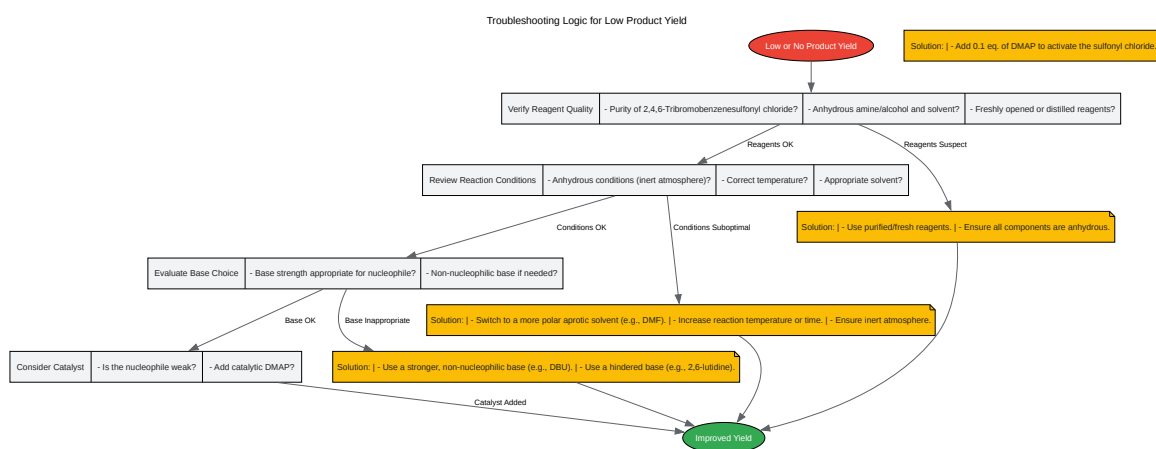 Troubleshooting Logic for Low Product Yield
Low or No Product Yield
Solution: | - Add 0.1 eq. of DMAP to activate the sulfonyl chloride.
Verify Reagent Quality
- Purity of 2,4,6-Tribromobenzenesulfonyl chloride?
- Anhydrous amine/alcohol and solvent?
- Freshly opened or distilled reagents?
Reagents OK
Reagents Suspect
Review Reaction Conditions
- Anhydrous conditions (inert atmosphere)?
- Correct temperature?
- Appropriate solvent?
Conditions OK
Conditions Suboptimal
Solution: | - Use purified/fresh reagents. | - Ensure all components are anhydrous.
Evaluate Base Choice
- Base strength appropriate for nucleophile?
- Non-nucleophilic base if needed?
Base OK
Base Inappropriate
Solution: | - Switch to a more polar aprotic solvent (e.g., DMF). | - Increase reaction temperature or time. | - Ensure inert atmosphere.
Consider Catalyst
- Is the nucleophile weak?
- Add catalytic DMAP?
Solution: | - Use a stronger, non-nucleophilic base (e.g., DBU). | - Use a hindered base (e.g., 2,6-lutidine).
Catalyst Added
Improved Yield